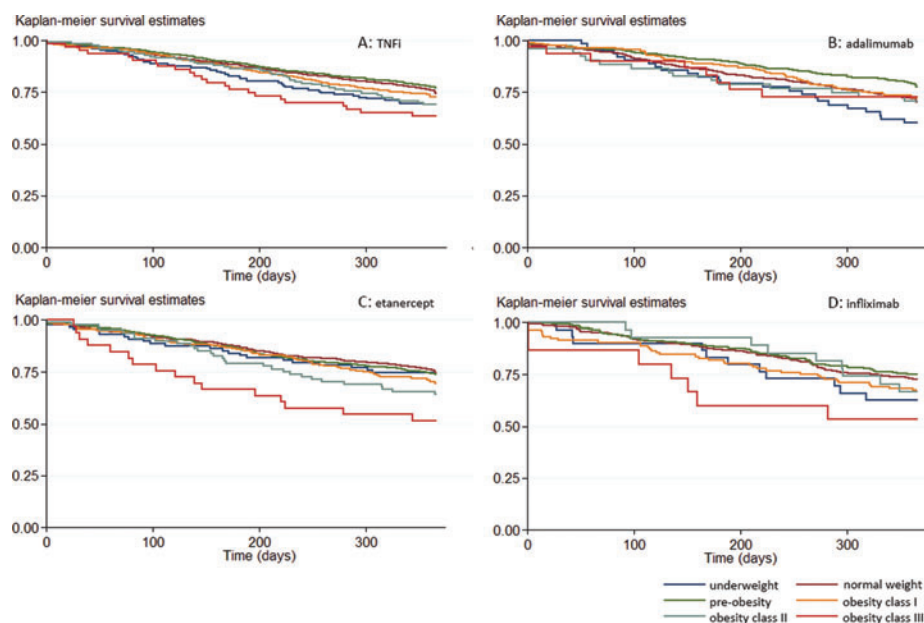 Kaplan-meier survival estimates
A: TNFi
1.00
0.75
0.50
0.25
0.00
0 100 200 300
Time (days)
Kaplan-meier survival estimates
B: adalimumab
1.00
0.75
0.50
0.25
0.00
0 100 200 300
Time (days)
Kaplan-meier survival estimates
C: etanercept
1.00
0.75
0.50
0.25
0.00
0 100 200 300
Time (days)
Kaplan-meier survival estimates
D: infliximab
1.00
0.75
0.50
0.25
0.00
0 100 200 300
Time (days)
underweight normal weight
pre-obesity obesity class I
obesity class II obesity class III